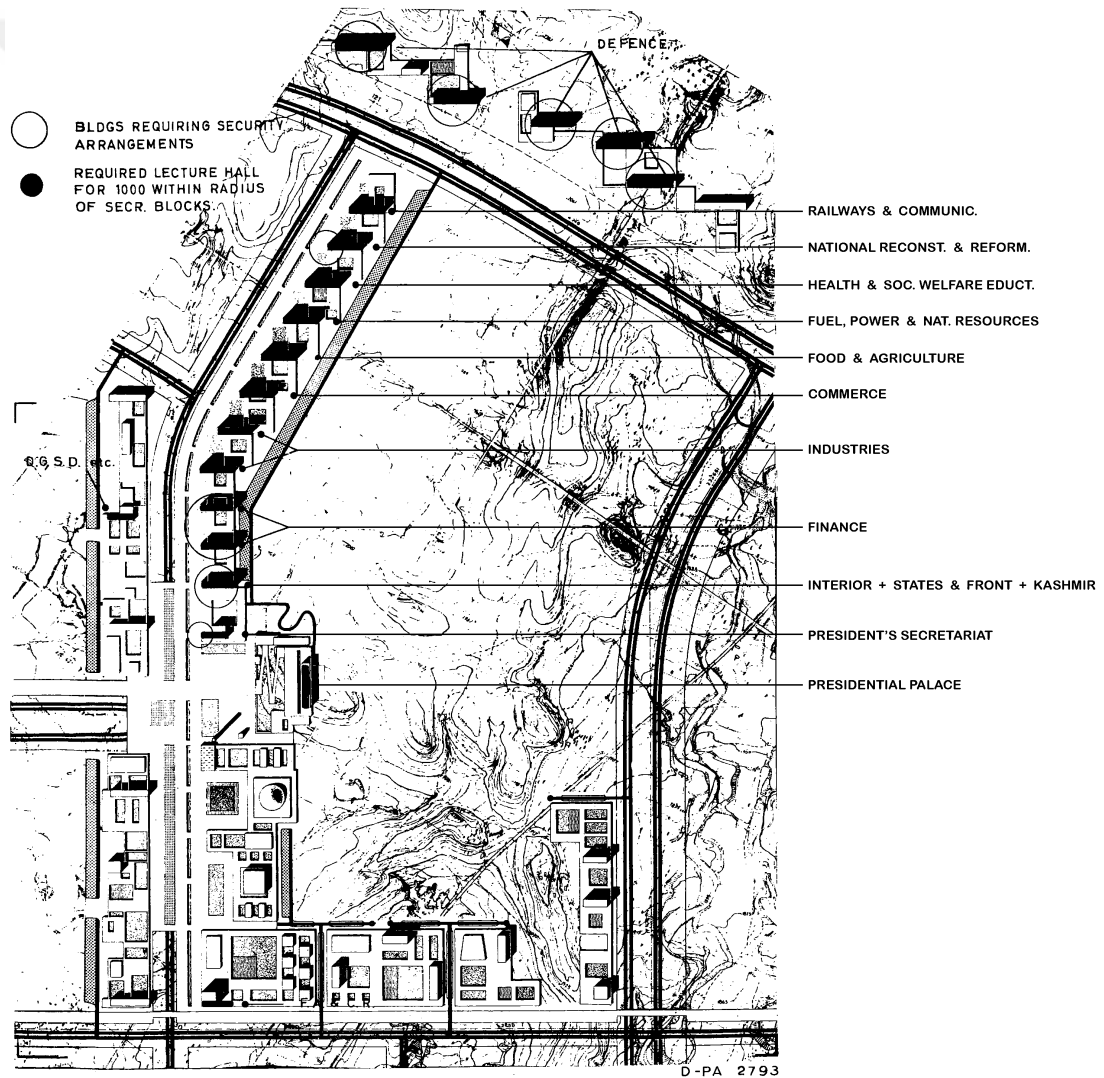 DEFENCE.
BLDGS REQUIRING SECURITY
ARRANGEMENTS
REQUIRED LECTURE HALL
FOR 1000 WITHIN RADIUS
OF SECR. BLOCKS.
RAILWAYS & COMMUNIC.
NATIONAL RECONST. & REFORM.
HEALTH & SOC. WELFARE EDUCT.
FUEL, POWER & NAT. RESOURCES
FOOD & AGRICULTURE
COMMERCE
INDUSTRIES
D.G.S.D. etc.
FINANCE
INTERIOR + STATES & FRONT + KASHMIR
PRESIDENT'S SECRETARIAT
PRESIDENTIAL PALACE
D-PA 2793